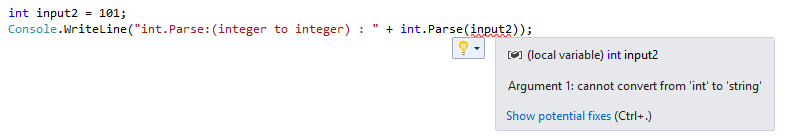 int input2 = 101;
Console.WriteLine("int.Parse:(integer to integer) : " + int.Parse(input2));
(local variable) int input2
Argument 1: cannot convert from 'int' to 'string'
Show potential fixes (Ctrl+.)